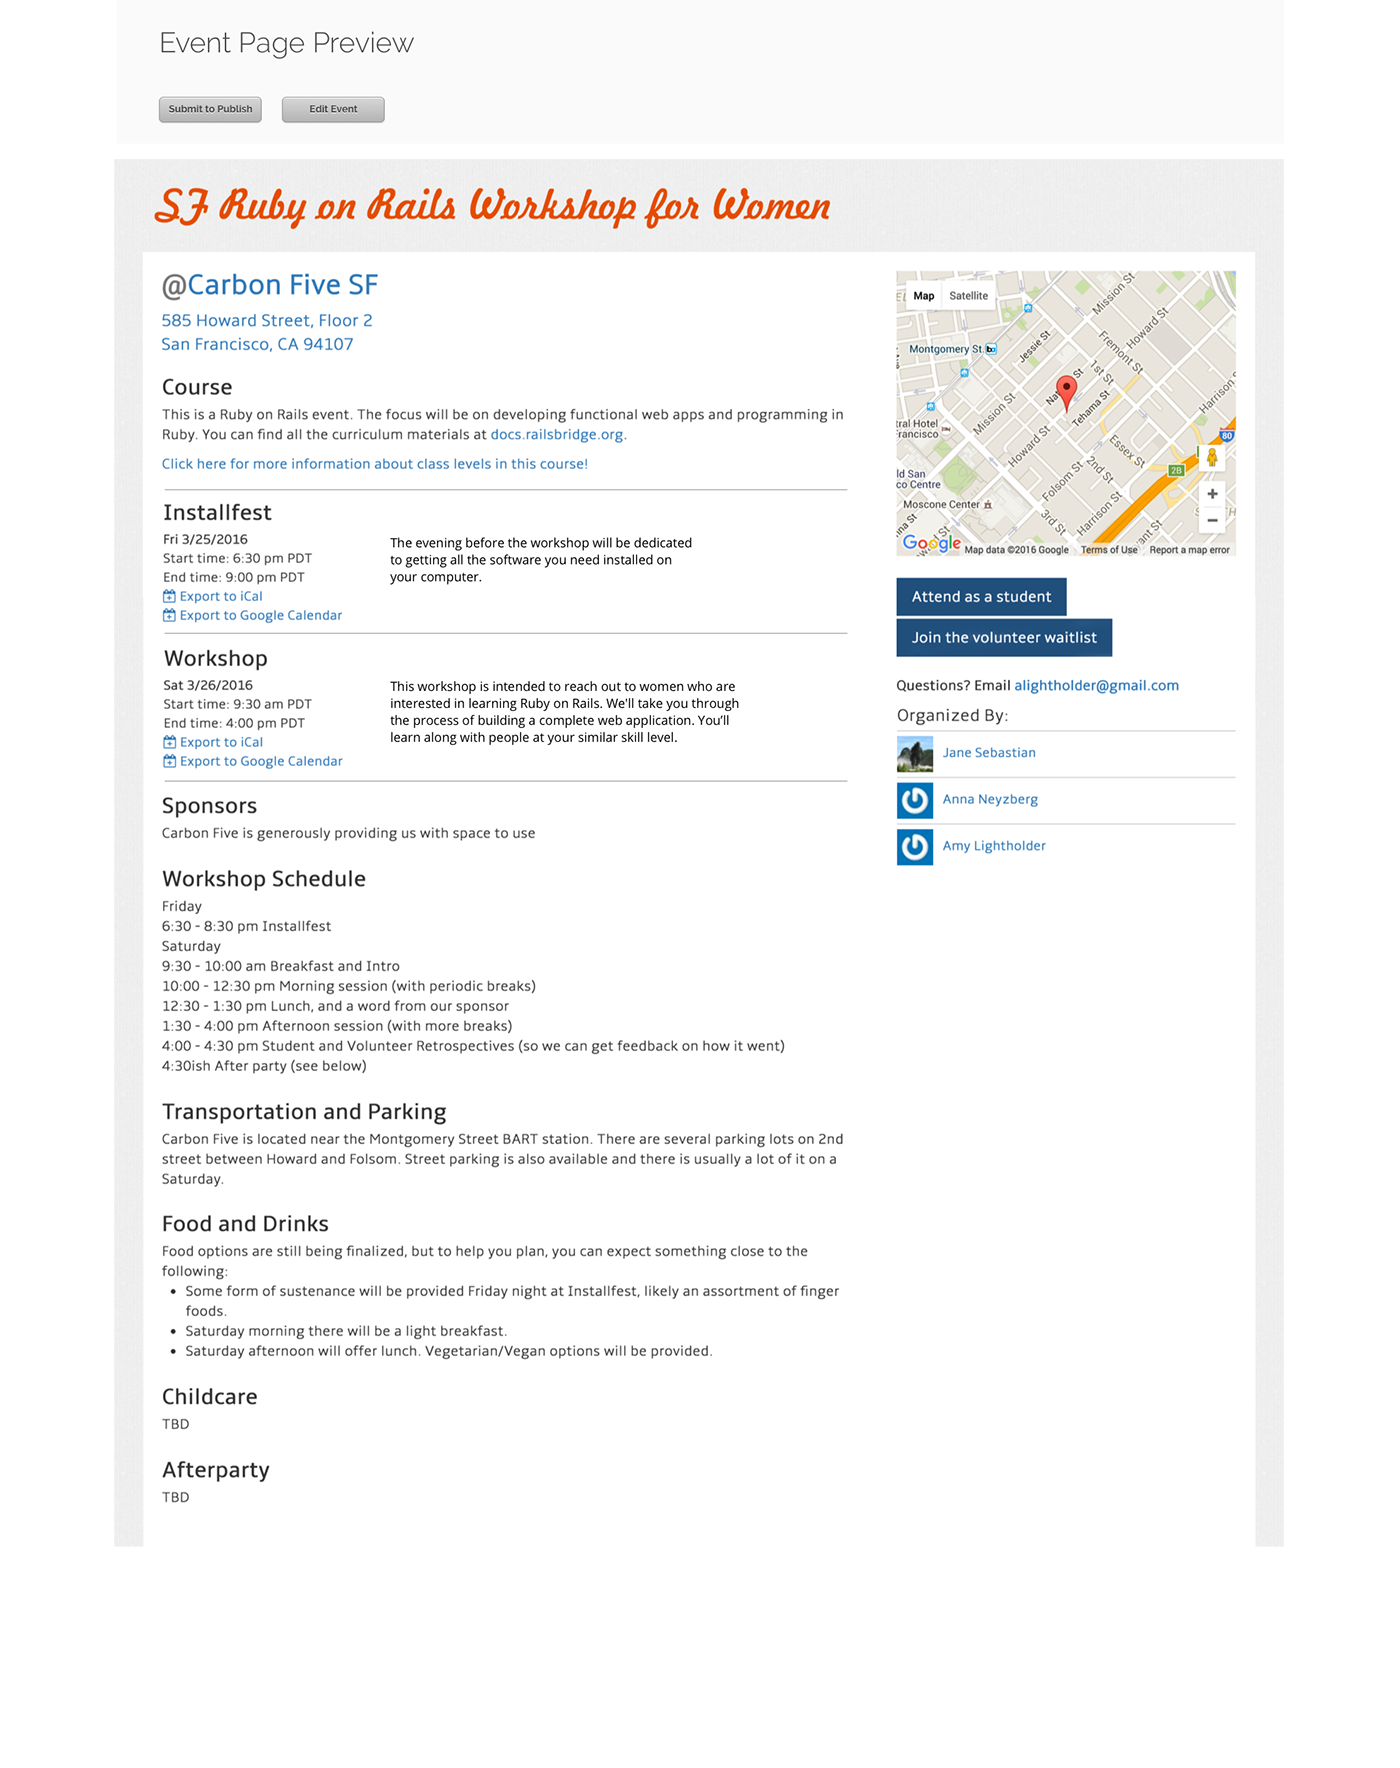 Event Page Preview
Submit to Publish
Edit Event
SF Ruby on Rails Workshop for Women
@Carbon Five SF
585 Howard Street, Floor 2
San Francisco, CA 94107
Course
This is a Ruby on Rails event. The focus will be on developing functional web apps and programming in
Ruby. You can find all the curriculum materials at docs.railsbridge.org.
Click here for more information about class levels in this course!
Installfest
Fri 3/25/2016
Start time: 6:30 pm PDT
End time: 9:00 pm PDT
Export to iCal
Export to Google Calendar
The evening before the workshop will be dedicated
to getting all the software you need installed on
your computer.
Workshop
Sat 3/26/2016
Start time: 9:30 am PDT
End time: 4:00 pm PDT
Export to iCal
Export to Google Calendar
This workshop is intended to reach out to women who are
interested in learning Ruby on Rails. We'll take you through
the process of building a complete web application. You'll
learn along with people at your similar skill level.
Sponsors
Carbon Five is generously providing us with space to use
Workshop Schedule
Friday
6:30 - 8:30 pm Installfest
Saturday
9:30 - 10:00 am Breakfast and Intro
10:00 - 12:30 pm Morning session (with periodic breaks)
12:30 - 1:30 pm Lunch, and a word from our sponsor
1:30 - 4:00 pm Afternoon session (with more breaks)
4:00 - 4:30 pm Student and Volunteer Retrospectives (so we can get feedback on how it went)
4:30ish After party (see below)
Transportation and Parking
Carbon Five is located near the Montgomery Street BART station. There are several parking lots on 2nd
street between Howard and Folsom. Street parking is also available and there is usually a lot of it on a
Saturday.
Food and Drinks
Food options are still being finalized, but to help you plan, you can expect something close to the
following:
• Some form of sustenance will be provided Friday night at Installfest, likely an assortment of finger
foods.
• Saturday morning there will be a light breakfast.
• Saturday afternoon will offer lunch. Vegetarian/Vegan options will be provided.
Childcare
TBD
Afterparty
TBD
Map
Satellite
Mission St
Howard St
Fremont St
Jessie St
Montgomery St.
1st St
Tehama St
Mission St
Harrison St
80
tral Hotel
Francisco
Essex St
Howard St
2nd St
2B
Folsom St
ld San
co Centre
Harrison St
Moscone Center
3rd St
Google
Map data ©2016 Google
Terms of Use
Report a map error
Attend as a student
Join the volunteer waitlist
Questions? Email alightholder@gmail.com
Organized By:
Jane Sebastian
Anna Neyzberg
Amy Lightholder